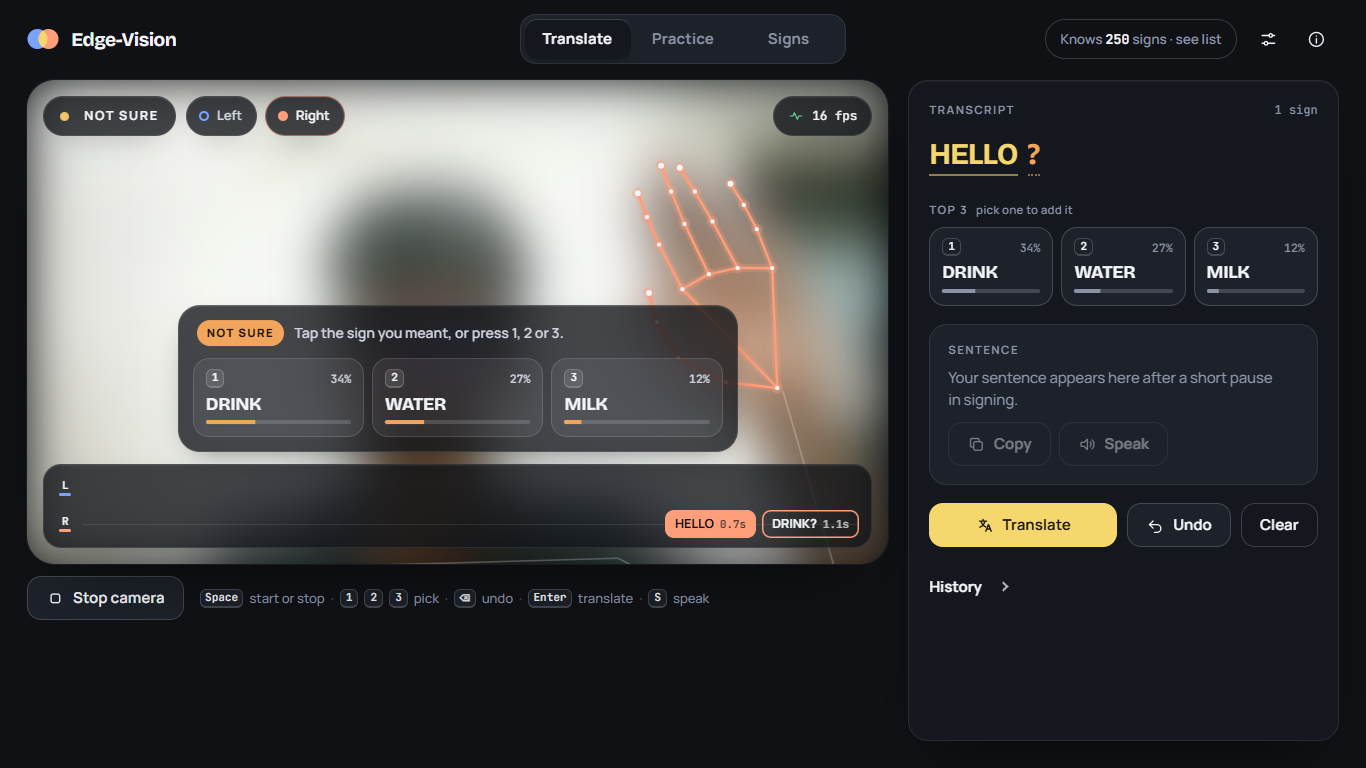 Edge-Vision
Translate Practice Signs
Knows 250 signs · see list
NOT SURE Left Right
16 fps
NOT SURE Tap the sign you meant, or press 1, 2 or 3.
1 34% 2 27% 3 12%
DRINK WATER MILK
L
R HELLO 0.7s DRINK? 1.1s
Stop camera Space start or stop · 1 2 3 pick · ⌫ undo · Enter translate · S speak
TRANSCRIPT 1 sign
HELLO ?
TOP 3 pick one to add it
1 34% 2 27% 3 12%
DRINK WATER MILK
SENTENCE
Your sentence appears here after a short pause
in signing.
Copy Speak
Translate Undo Clear
History